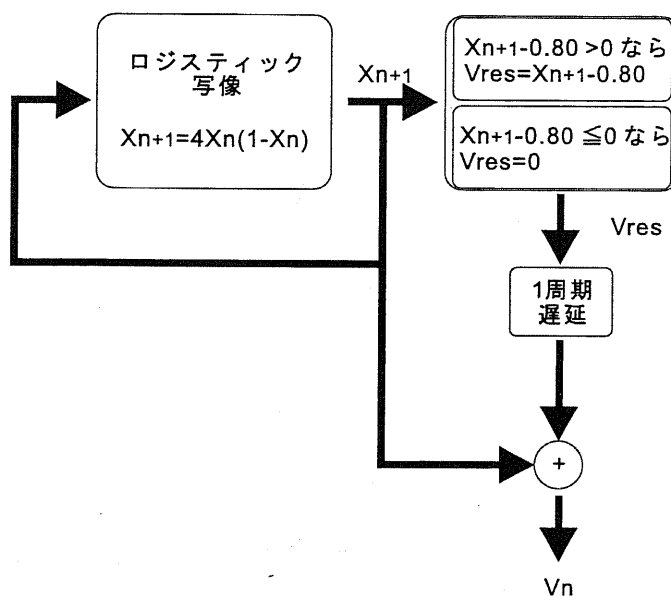 ロジスティック
写像
Xn+1=4Xn(1-Xn)
Xn+1
Xn+1-0.80 >0 なら
Vres=Xn+1-0.80
Xn+1-0.80 ≦0 なら
Vres=0
Vres
1周期
遅延
+
Vn